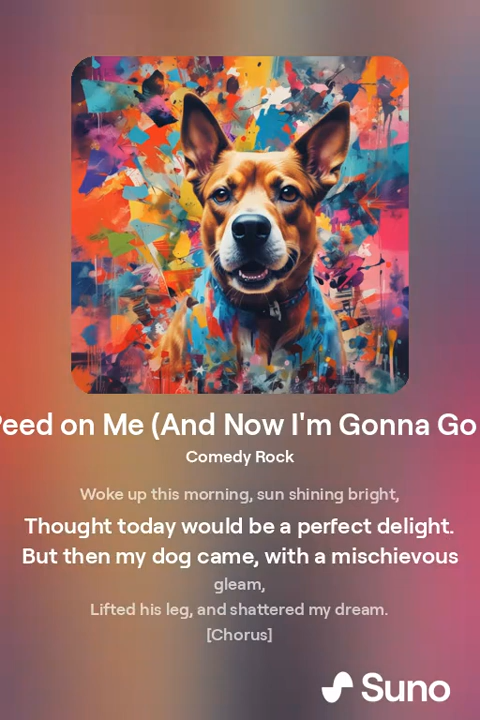 Peed on Me (And Now I'm Gonna Go
Comedy Rock
Woke up this morning, sun shining bright,
Thought today would be a perfect delight.
But then my dog came, with a mischievous
gleam,
Lifted his leg, and shattered my dream.
[Chorus]
Suno